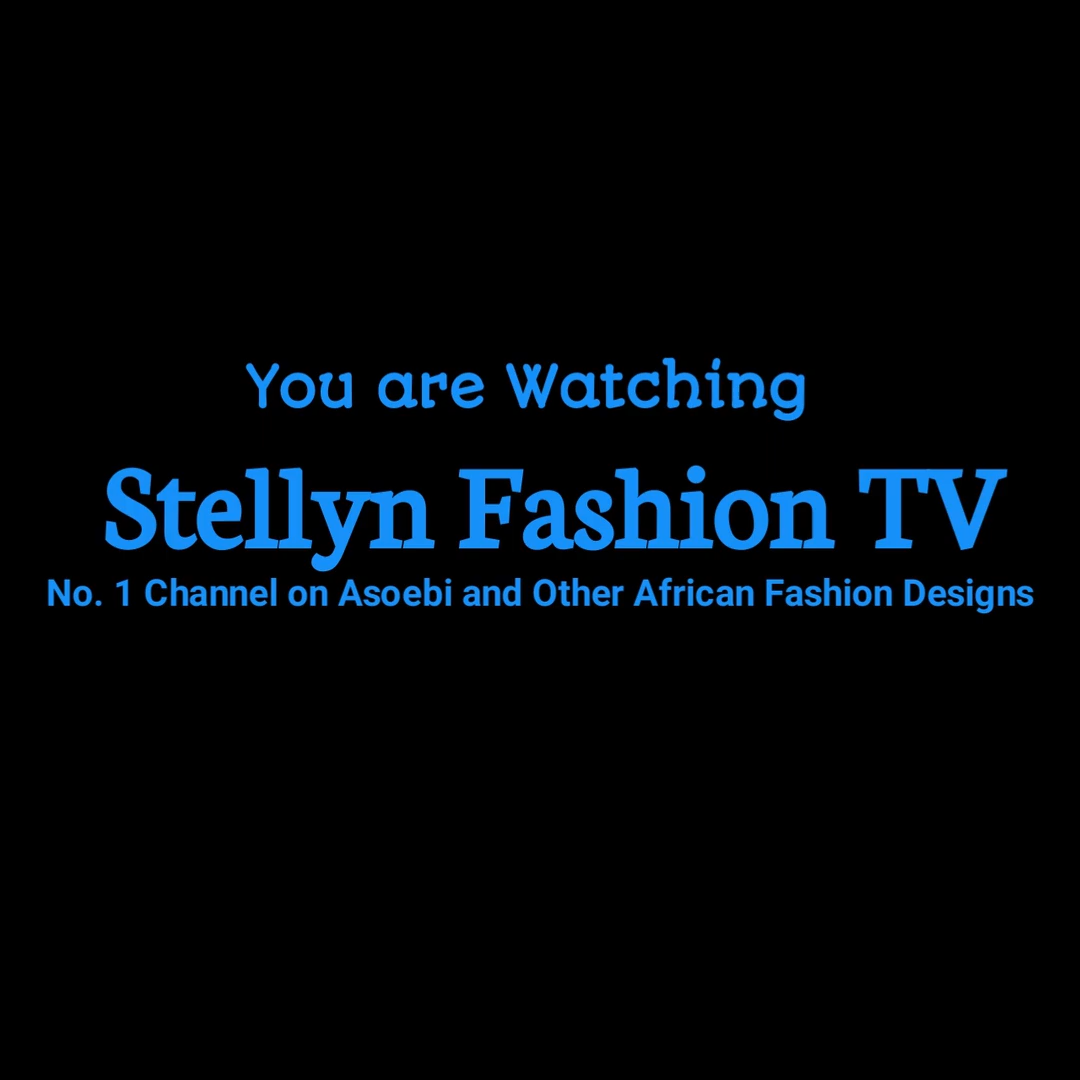 You are Watching
Stellyn Fashion TV
No. 1 Channel on Asoebi and Other African Fashion Designs